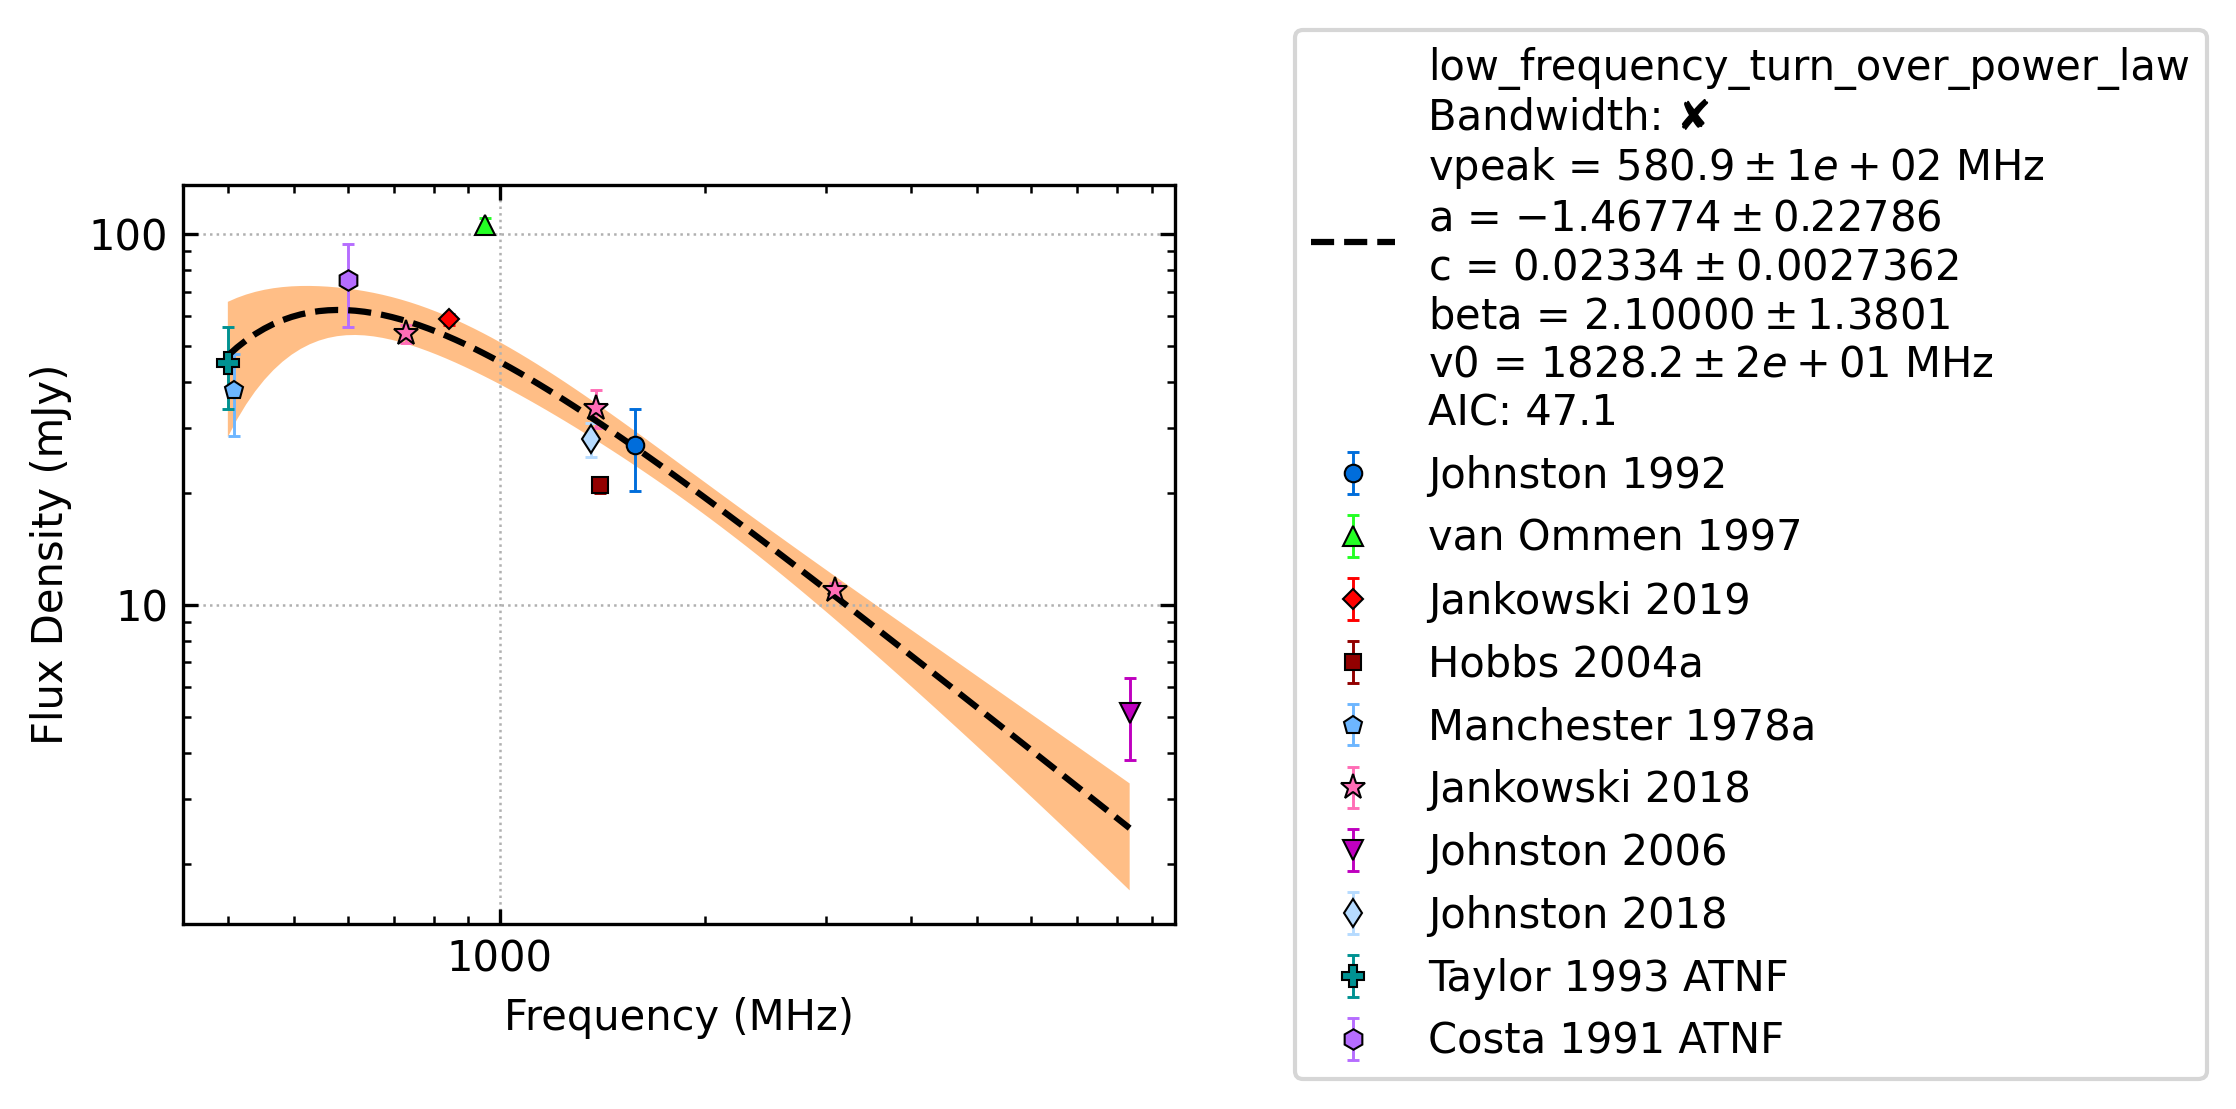 100
10
Flux Density (mJy)
1000
Frequency (MHz)
low_frequency_turn_over_power_law
Bandwidth: ✘
vpeak = 580.9 ± 1e + 02 MHz
a = −1.46774 ± 0.22786
c = 0.02334 ± 0.0027362
beta = 2.10000 ± 1.3801
v0 = 1828.2 ± 2e + 01 MHz
AIC: 47.1
Johnston 1992
van Ommen 1997
Jankowski 2019
Hobbs 2004a
Manchester 1978a
Jankowski 2018
Johnston 2006
Johnston 2018
Taylor 1993 ATNF
Costa 1991 ATNF